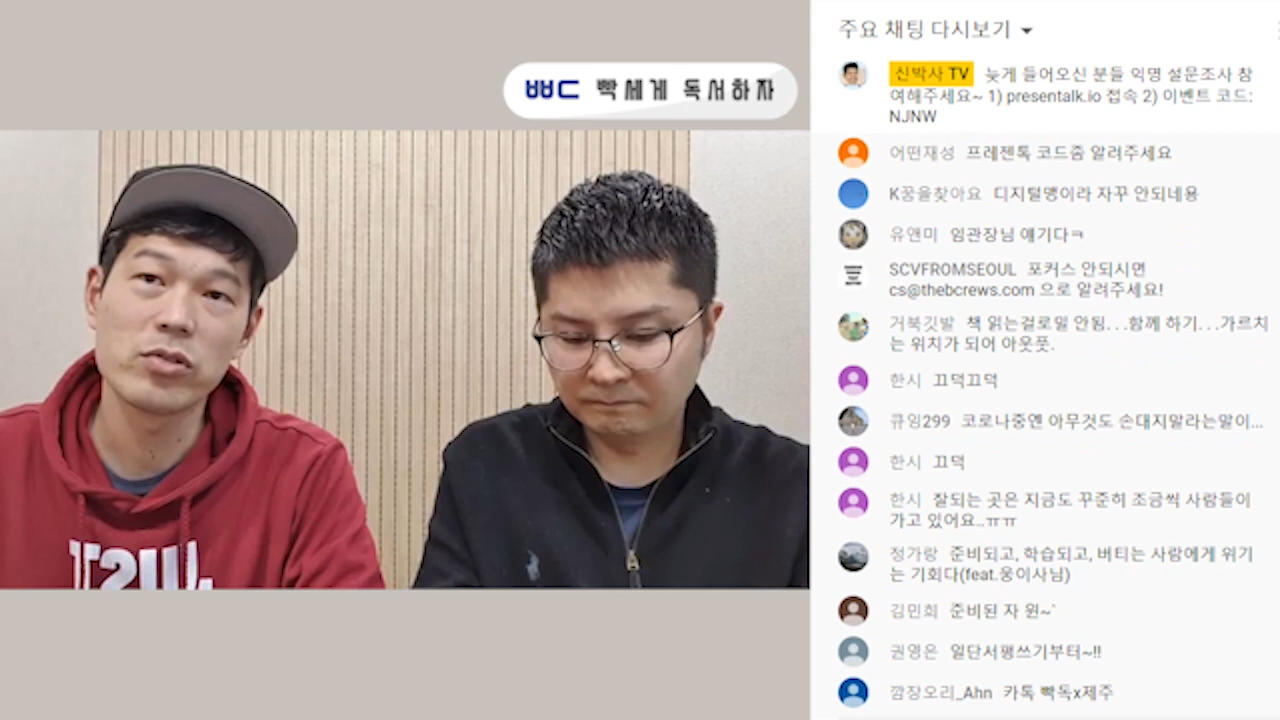 ㅃㄷ 빡세게 독서하자
주요 채팅 다시보기
신박사 TV 늦게 들어오신 분들 익명 설문조사 참
여해주세요~ 1) presentalk.io 접속 2) 이벤트 코드:
NJNW
어떤재성 프레젠톡 코드좀 알려주세요
K꿈을찾아요 디지털맹이라 자꾸 안되네용
유앤미 임관장님 얘기다ㅋ
SCVFROMSEOUL 포커스 안되시면
cs@thebcrews.com 으로 알려주세요!
거북깃발 책 읽는걸로밀 안됨...함께 하기...가르치
는 위치가 되어 아웃풋.
한시 끄덕끄덕
큐잉299 코로나중엔 아무것도 손대지말라는말이...
한시 끄덕
한시 잘되는 곳은 지금도 꾸준히 조금씩 사람들이
가고 있어요..ㅠㅠ
정가랑 준비되고, 학습되고, 버티는 사람에게 위기
는 기회다(feat.웅이사님)
김민희 준비된 자 윈~`
권영은 일단서평쓰기부터~!!
깜장오리_Ahn 카톡 빡독x제주